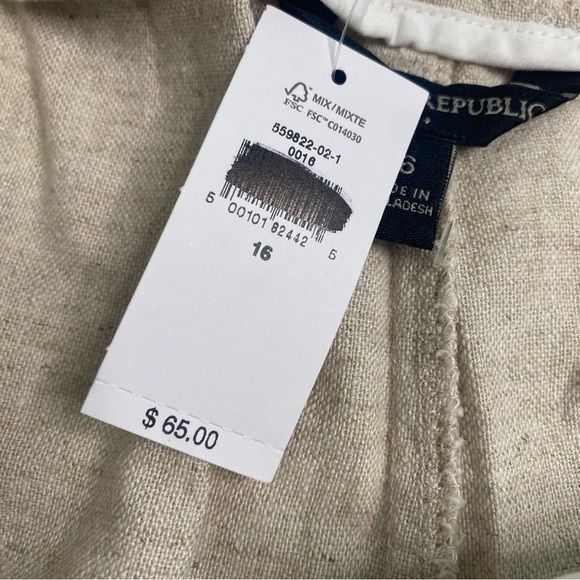 MIX/MIXTE
FSC FSC™ C014030
559822-02-1
0016
5 00101 82442 5
16
$ 65.00
REPUBLIC
6
DE IN
LADESH